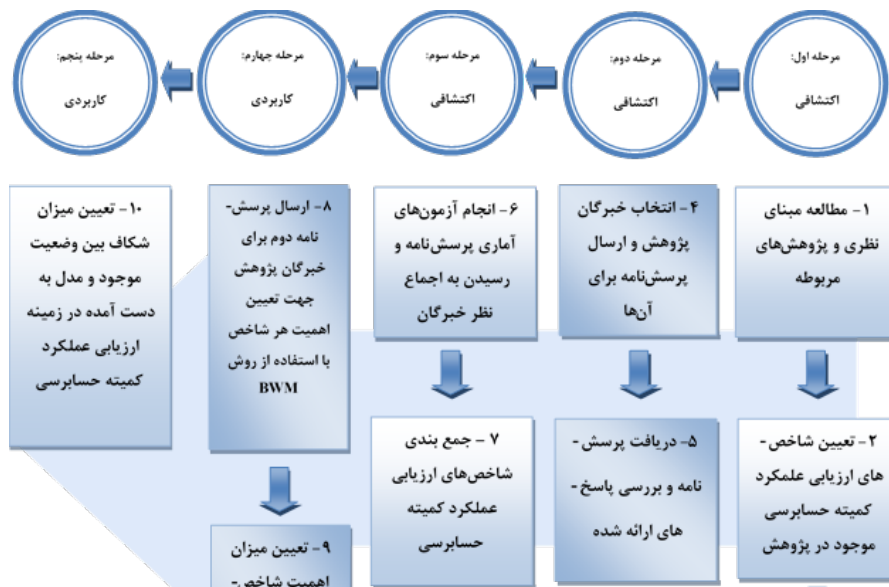 مرحله اول:
اکتشافی
مرحله دوم:
اکتشافی
مرحله سوم:
اکتشافی
مرحله چهارم:
کاربردی
مرحله پنجم:
کاربردی
۱- مطالعه مبنای
نظری و پژوهش‌های
مربوطه
۲- تعیین شاخص-
های ارزیابی علمکرد
کمیته حسابرسی
موجود در پژوهش
۴- انتخاب خبرگان
پژوهش و ارسال
پرسش‌نامه برای
آن‌ها
۵- دریافت پرسش-
نامه و بررسی پاسخ-
های ارائه شده
۶- انجام آزمون‌های
آماری پرسش‌نامه و
رسیدن به اجماع
نظر خبرگان
۷- جمع بندی
شاخص‌های ارزیابی
عملکرد کمیته
حسابرسی
۸- ارسال پرسش-
نامه دوم برای
خبرگان پژوهش
جهت تعیین
اهمیت هر شاخص
با استفاده از روش
BWM
۹- تعیین میزان
اهمیت شاخص-
۱۰- تعیین میزان
شکاف بین وضعیت
موجود و مدل به
دست آمده در زمینه
ارزیابی عملکرد
کمیته حسابرسی